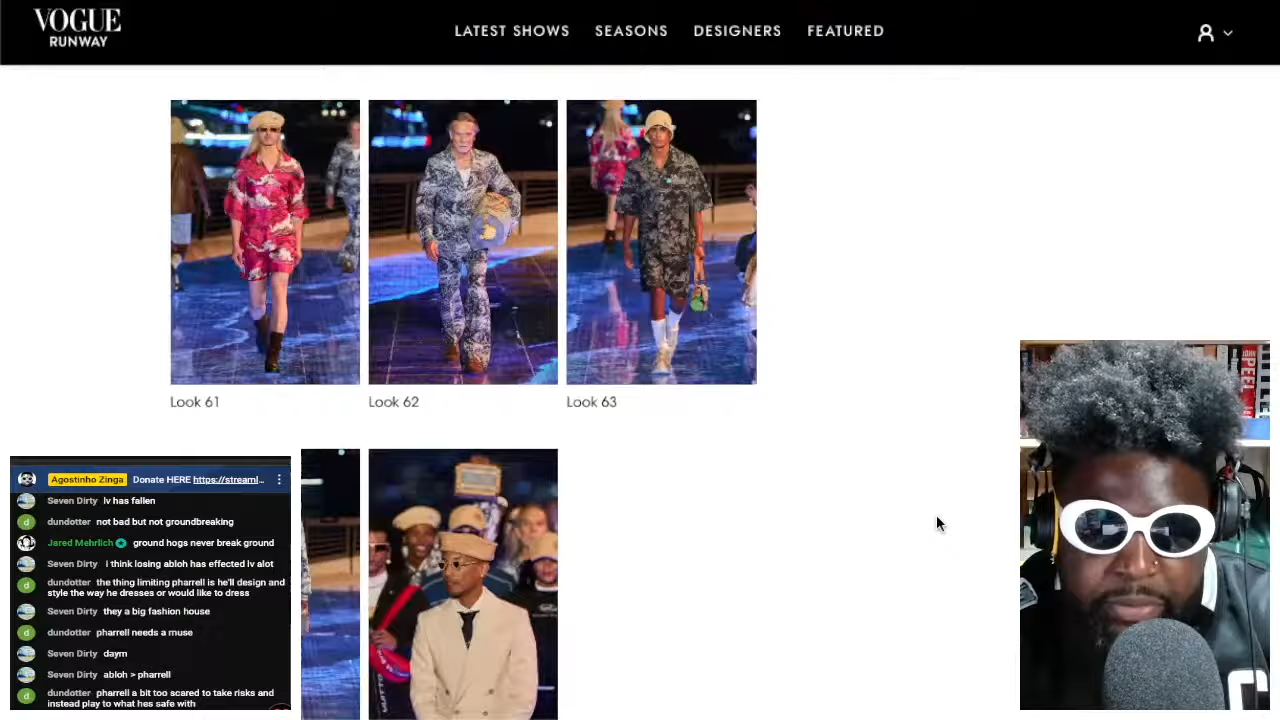 VOGUE
RUNWAY
LATEST SHOWS
SEASONS
DESIGNERS
FEATURED
Look 61
Look 62
Look 63
Agostinho Zinga Donate HERE https://streaml...
Seven Dirty lv has fallen
d dundotter not bad but not groundbreaking
Jared Mehrlich ground hogs never break ground
Seven Dirty i think losing abloh has effected lv alot
d dundotter the thing limiting pharrell is he'll design and
style the way he dresses or would like to dress
Seven Dirty they a big fashion house
d dundotter pharrell needs a muse
Seven Dirty daym
Seven Dirty abloh > pharrell
d dundotter pharrell a bit too scared to take risks and
instead play to what hes safe with
PEEL